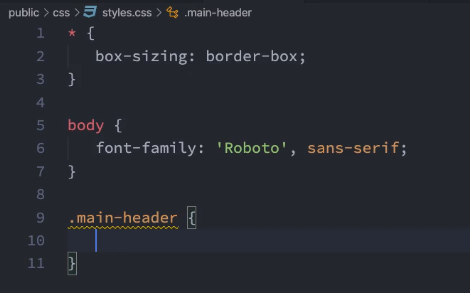 public > css > styles.css > .main-header
1 * {
2 box-sizing: border-box;
3 }
4
5 body {
6 font-family: 'Roboto', sans-serif;
7 }
8
9 .main-header {
10
11 }